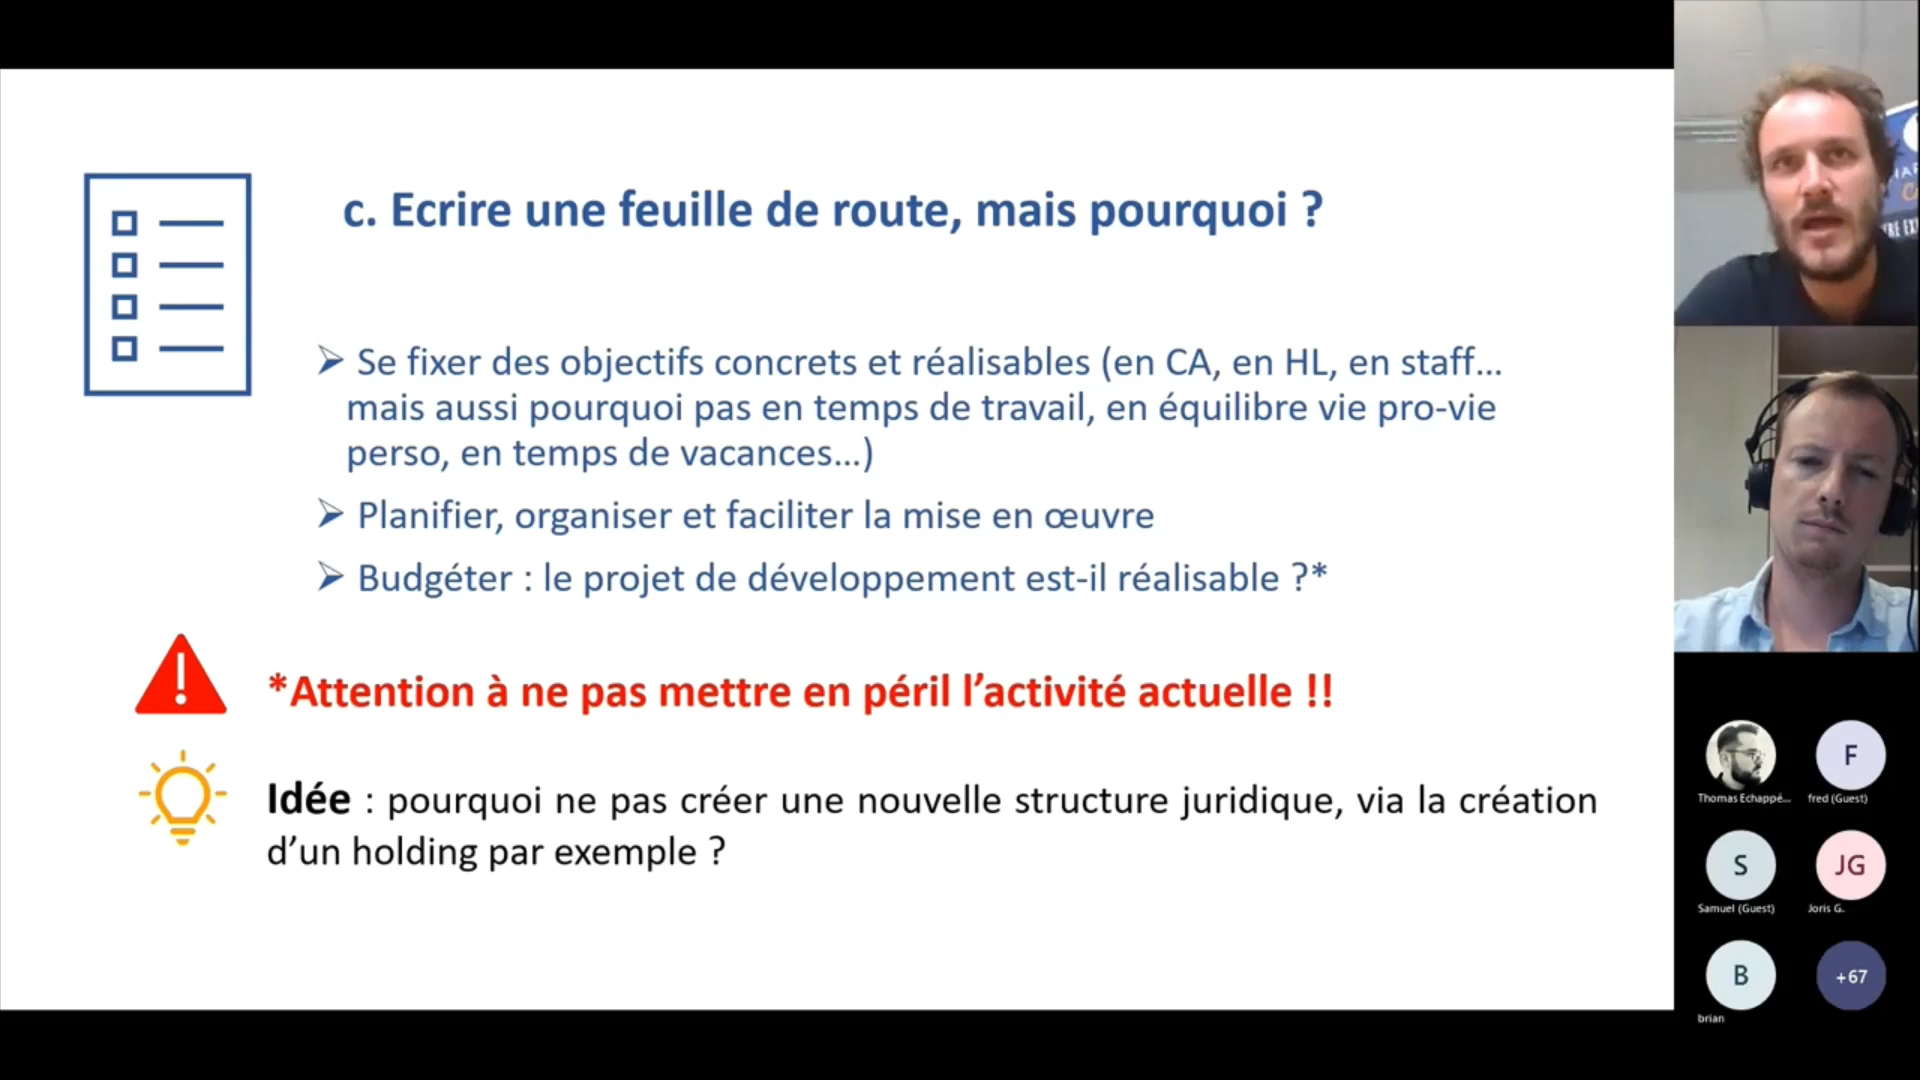 c. Ecrire une feuille de route, mais pourquoi ?
➢ Se fixer des objectifs concrets et réalisables (en CA, en HL, en staff...
mais aussi pourquoi pas en temps de travail, en équilibre vie pro-vie
perso, en temps de vacances...)
➢ Planifier, organiser et faciliter la mise en œuvre
➢ Budgéter : le projet de développement est-il réalisable ?*
*Attention à ne pas mettre en péril l’activité actuelle !!
Idée : pourquoi ne pas créer une nouvelle structure juridique, via la création
d’un holding par exemple ?
Thomas Echappé...
F
fred (Guest)
S
Samuel (Guest)
JG
Joris G.
B
brian
+67